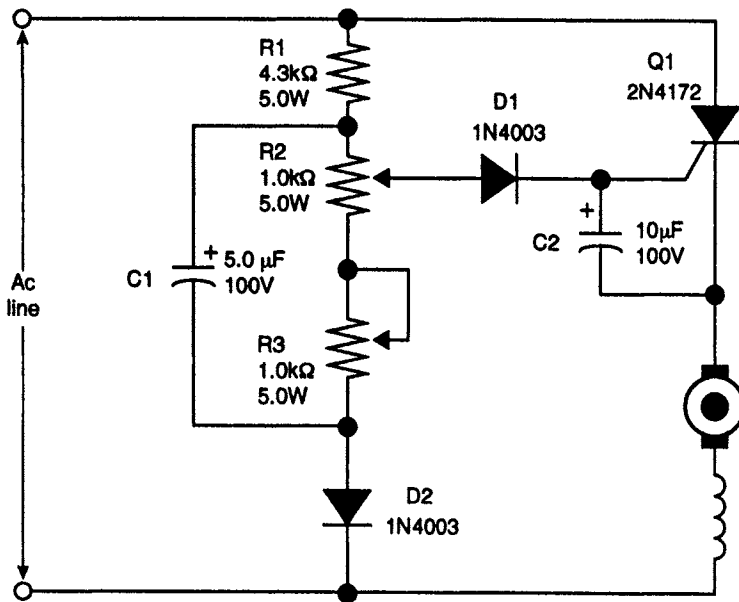 R1
4.3kΩ
5.0W
Q1
2N4172
D1
1N4003
R2
1.0kΩ
5.0W
+
10μF
100V
C2
+
5.0 μF
100V
C1
Ac
line
R3
1.0kΩ
5.0W
D2
1N4003